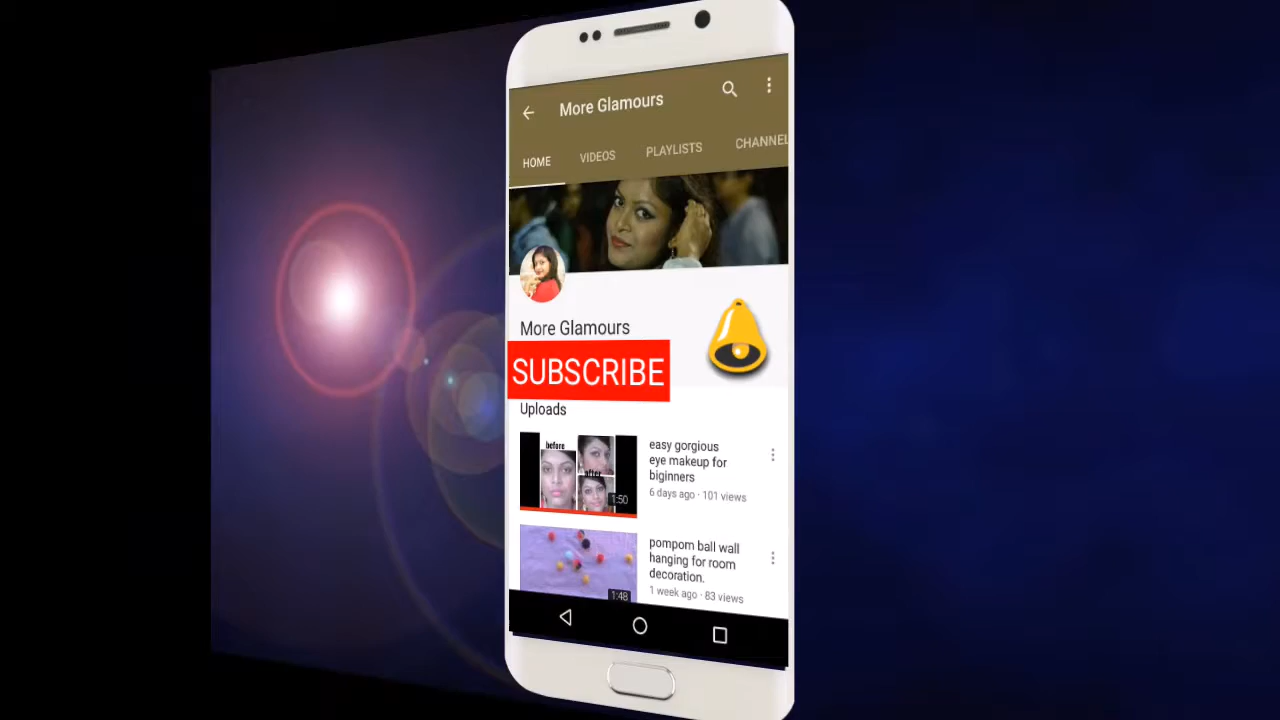 More Glamours
HOME VIDEOS PLAYLISTS CHANNEL
More Glamours
SUBSCRIBE
Uploads
before
after
1:50
easy gorgious
eye makeup for
biginners
6 days ago · 101 views
1:48
pompom ball wall
hanging for room
decoration.
1 week ago · 83 views